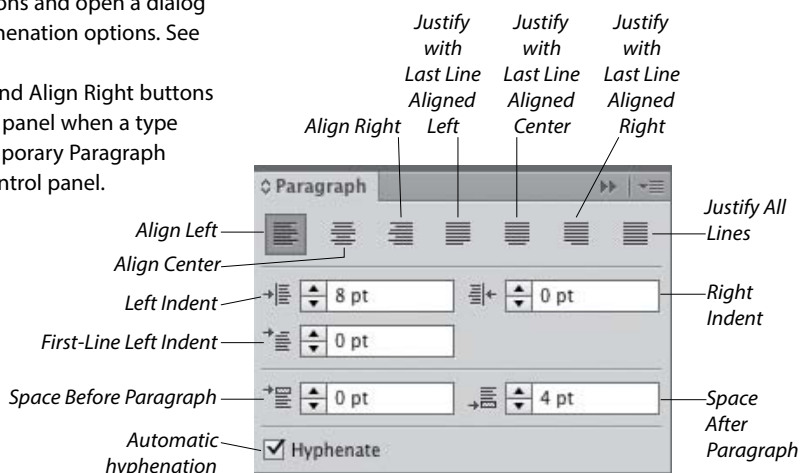 ons and open a dialog
henation options. See
nd Align Right buttons
panel when a type
porary Paragraph
ntrol panel.
Justify
with
Last Line
Aligned
Left
Justify
with
Last Line
Aligned
Center
Justify
with
Last Line
Aligned
Right
Align Right
Paragraph
Align Left
Justify All
Lines
Align Center
Left Indent
8 pt
0 pt
Right
Indent
First-Line Left Indent
0 pt
Space Before Paragraph
0 pt
4 pt
Space
After
Paragraph
Automatic
hyphenation
Hyphenate